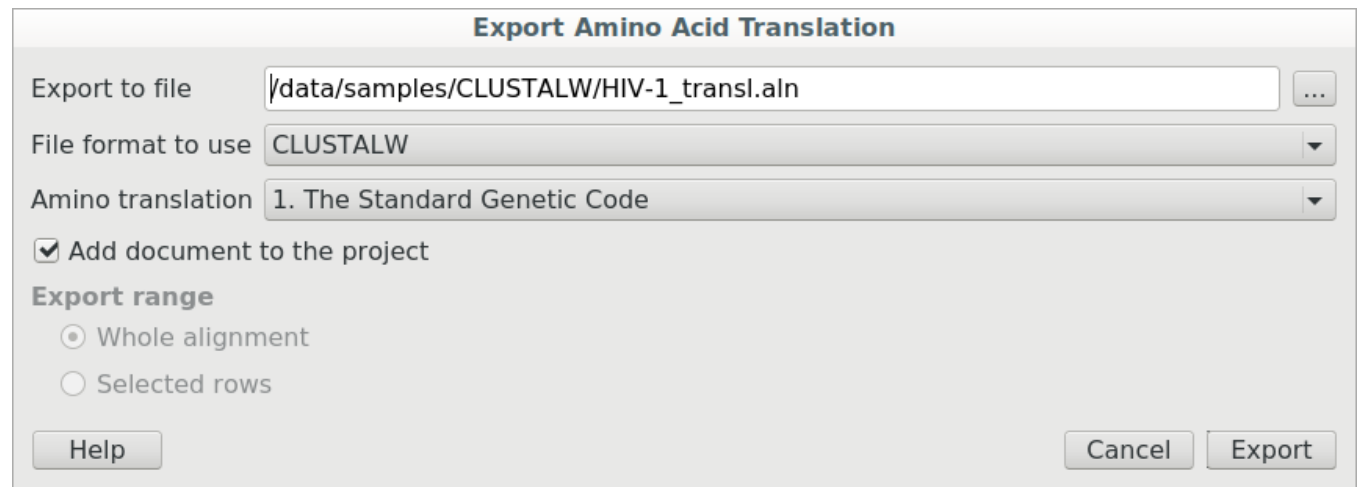 Export Amino Acid Translation
Export to file /data/samples/CLUSTALW/HIV-1_transl.aln ...
File format to use CLUSTALW
Amino translation 1. The Standard Genetic Code
Add document to the project
Export range
Whole alignment
Selected rows
Help Cancel Export